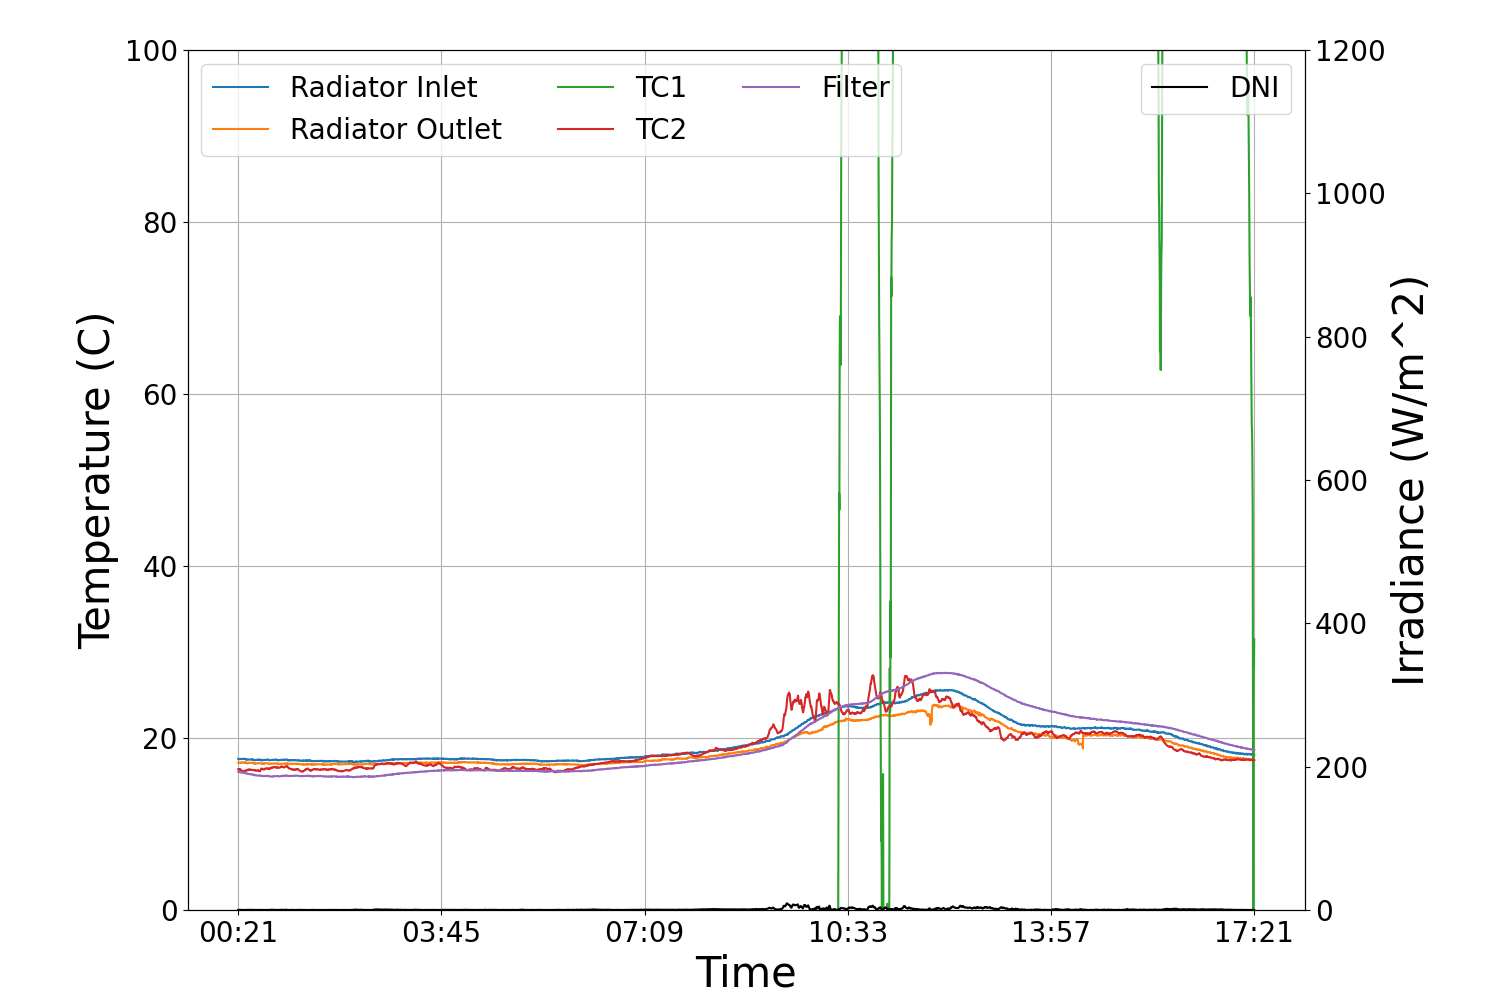 100
80
60
40
20
0
Temperature (C)
Radiator Inlet
Radiator Outlet
TC1
TC2
Filter
DNI
1200
1000
800
600
400
200
0
Irradiance (W/m^2)
00:21 03:45 07:09 10:33 13:57 17:21
Time